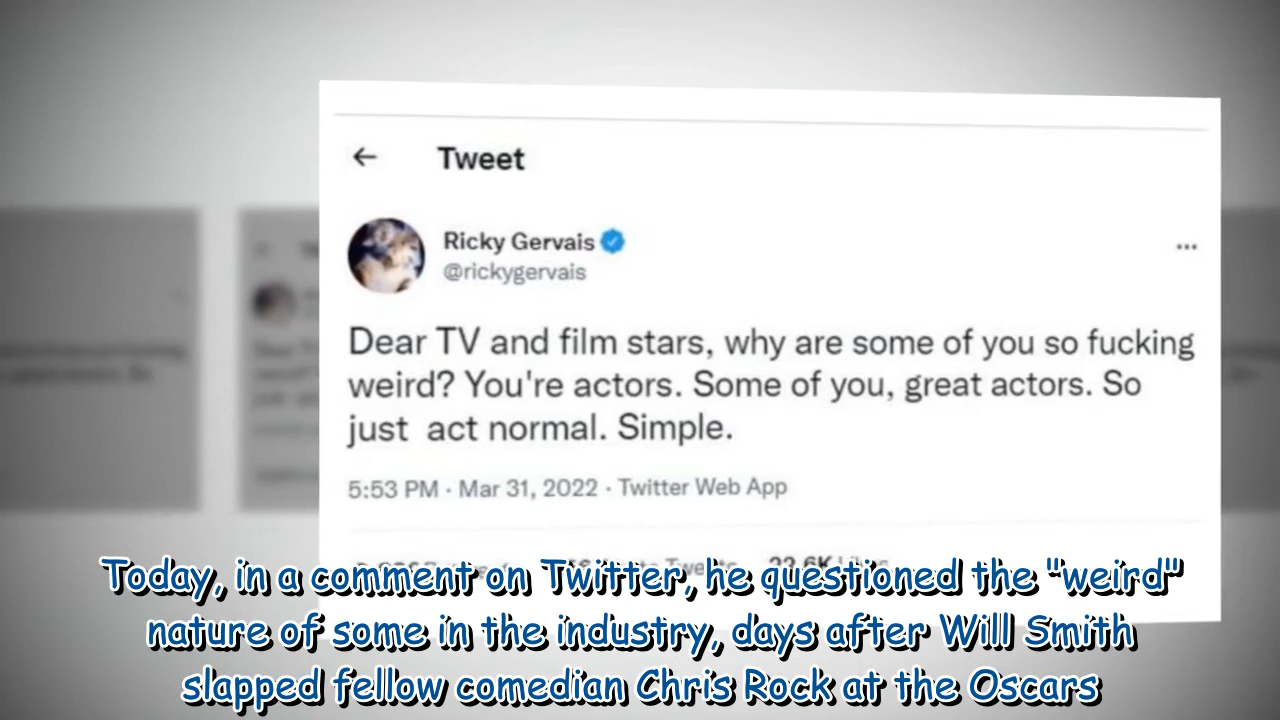 Tweet
Ricky Gervais
@rickygervais
Dear TV and film stars, why are some of you so fucking
weird? You're actors. Some of you, great actors. So
just act normal. Simple.
5:53 PM · Mar 31, 2022 · Twitter Web App
Today, in a comment on Twitter, he questioned the "weird"
nature of some in the industry, days after Will Smith
slapped fellow comedian Chris Rock at the Oscars